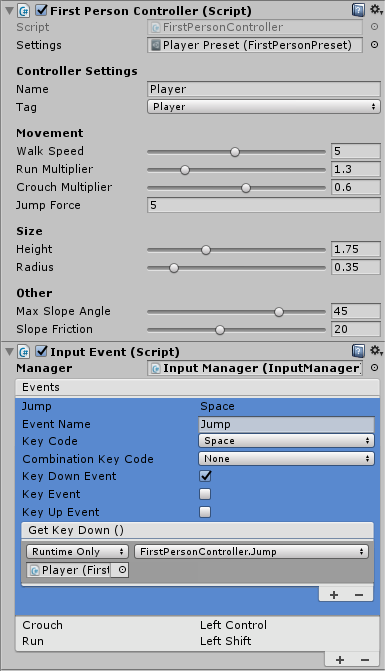 First Person Controller (Script)
Script FirstPersonController
Settings Player Preset (FirstPersonPreset)
Controller Settings
Name Player
Tag Player
Movement
Walk Speed 5
Run Multiplier 1.3
Crouch Multiplier 0.6
Jump Force 5
Size
Height 1.75
Radius 0.35
Other
Max Slope Angle 45
Slope Friction 20
Input Event (Script)
Manager Input Manager (InputManager
Events
Jump Space
Event Name Jump
Key Code Space
Combination Key Code None
Key Down Event
Key Event
Key Up Event
Get Key Down ()
Runtime Only FirstPersonController.Jump
Player (First
+ −
Crouch Left Control
Run Left Shift
+ −